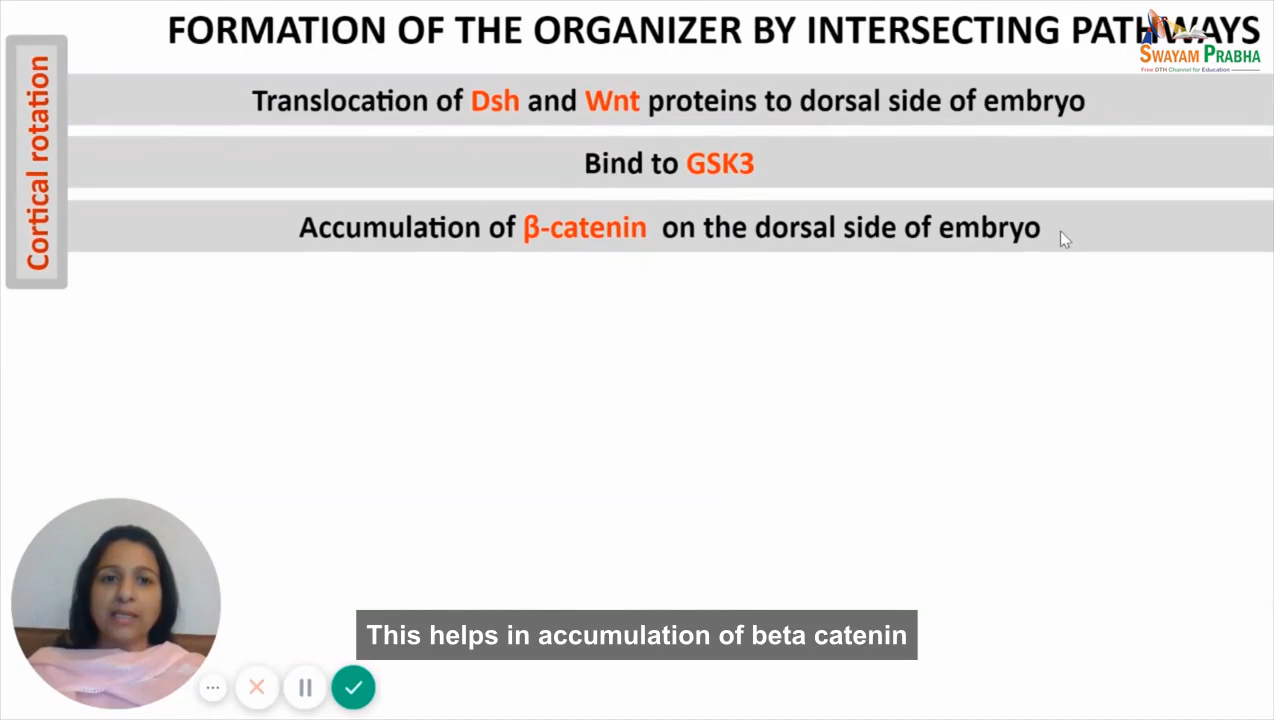 FORMATION OF THE ORGANIZER BY INTERSECTING PATHWAYS
SWAYAM PRABHA
Free DTH Channel for Education
Cortical rotation
Translocation of Dsh and Wnt proteins to dorsal side of embryo
Bind to GSK3
Accumulation of β-catenin on the dorsal side of embryo
This helps in accumulation of beta catenin